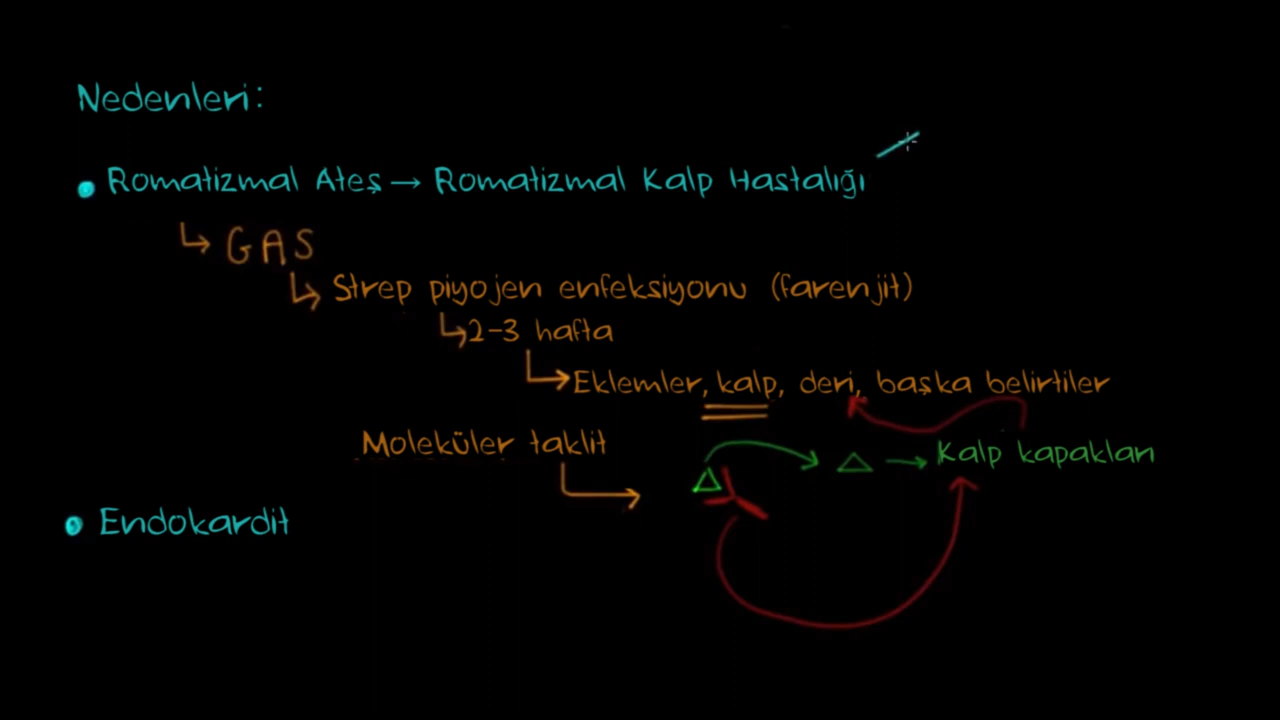 Nedenleri:
• Romatizmal Ateş → Romatizmal Kalp Hastalığı
↳ GAS
↳ Strep piyojen enfeksiyonu (farenjit)
↳ 2-3 hafta
↳ Eklemler, kalp, deri, başka belirtiler
Moleküler taklit
Kalp kapakları
• Endokardit